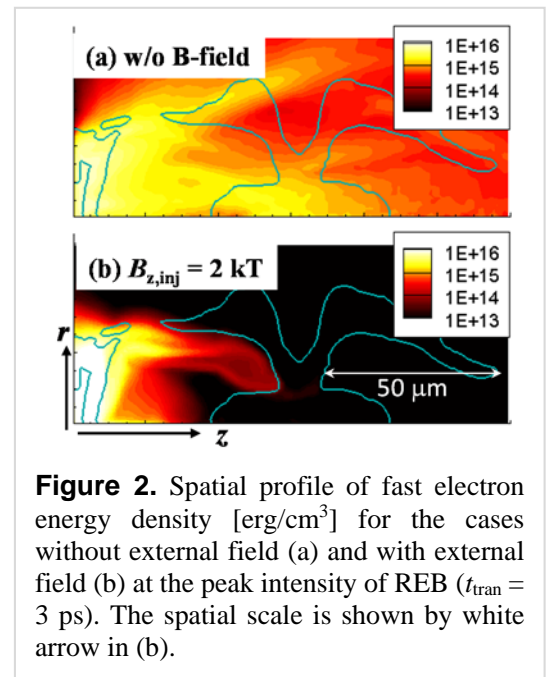 (a) w/o B-field
1E+16
1E+15
1E+14
1E+13
(b) B_z,inj = 2 kT
1E+16
1E+15
1E+14
1E+13
r
50 μm
z
Figure 2. Spatial profile of fast electron
energy density [erg/cm³] for the cases
without external field (a) and with external
field (b) at the peak intensity of REB (t_tran =
3 ps). The spatial scale is shown by white
arrow in (b).